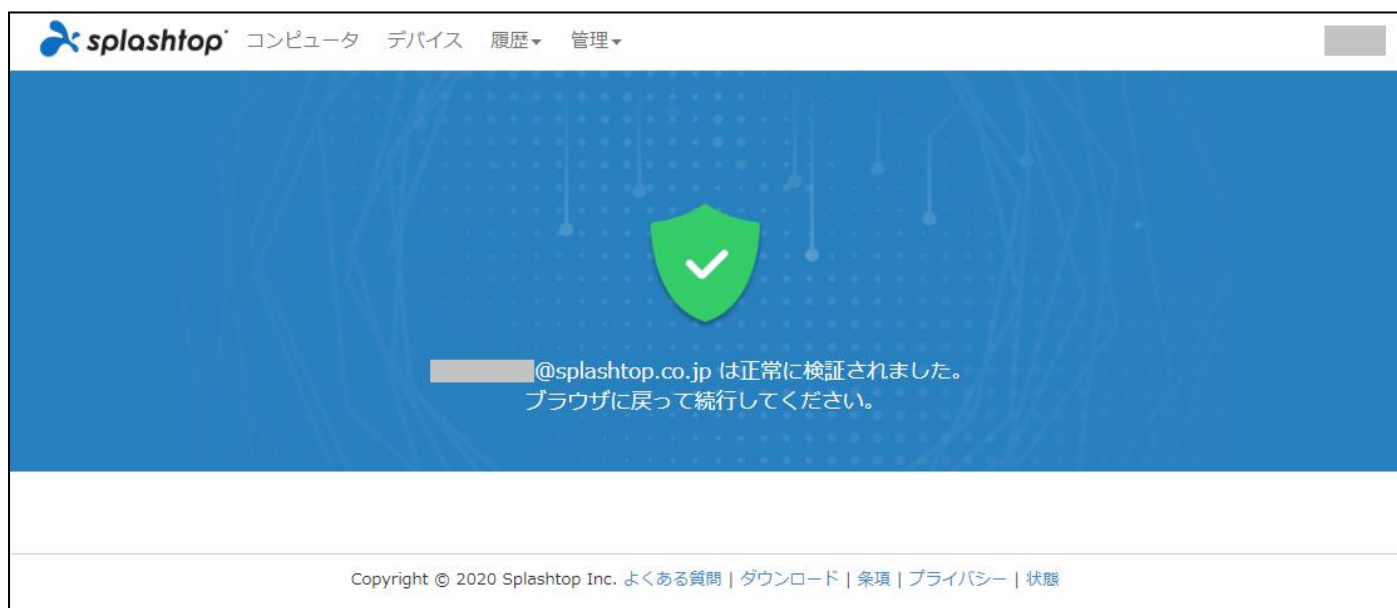 splashtop コンピュータ デバイス 履歴 管理
@splashtop.co.jp は正常に検証されました。
ブラウザに戻って続行してください。
Copyright © 2020 Splashtop Inc. よくある質問 | ダウンロード | 条項 | プライバシー | 状態